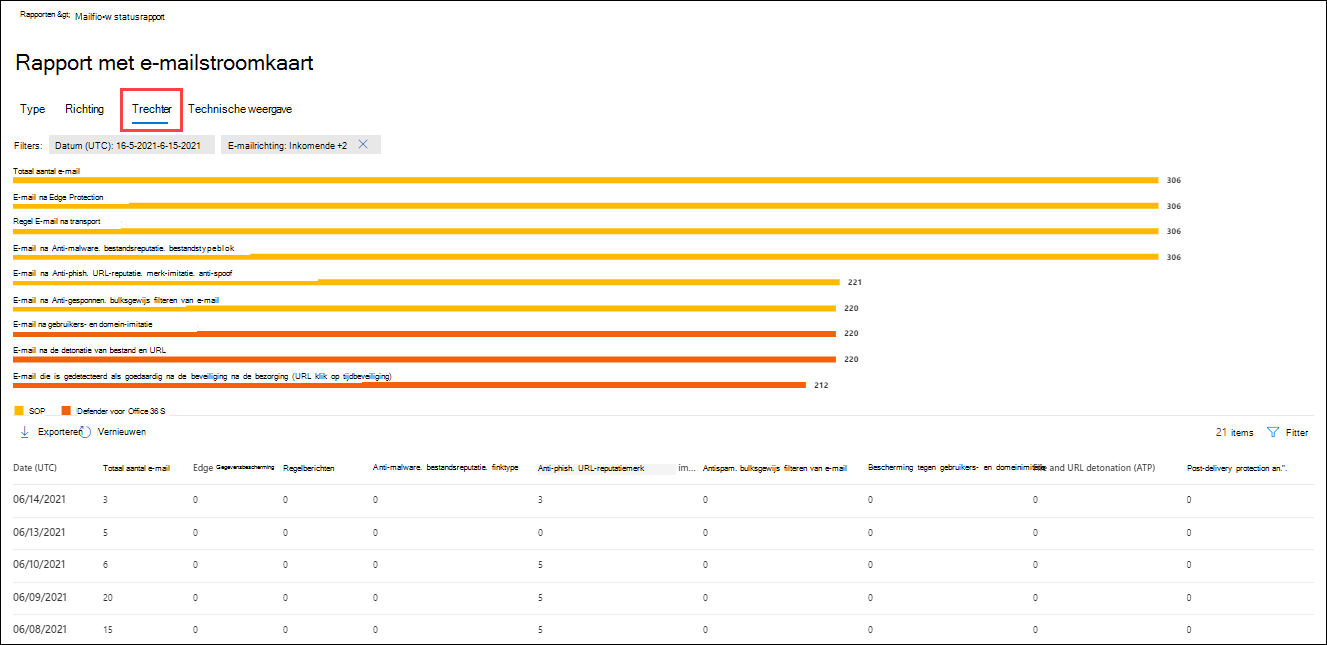 Rapporten &gt; Mailflo•w statusrapport
Rapport met e-mailstroomkaart
Type Richting Trechter Technische weergave
Filters: Datum (UTC): 16-5-2021-6-15-2021 E-mailrichting: Inkomende +2
Totaal aantal e-mail
306
E-mail na Edge Protection
306
Regel E-mail na transport
306
E-mail na Anti-malware. bestandsreputatie. bestandstypeblok
306
E-mail na Anti-phish. URL-reputatie. merk-imitatie. anti-spoof
221
E-mail na Anti-gesponnen. bulksgewijs filteren van e-mail
220
E-mail na gebruikers- en domein-imitatie
220
E-mail na de detonatie van bestand en URL
220
E-mail die is gedetecteerd als goedaardig na de beveiliging na de bezorging (URL klik op tijdbeveiliging)
212
SOP Defender voor Office 36 S
Exporteren Vernieuwen 21 items Fitter
Date (UTC) Totaal aantal e-mail Edge Gegevensbescherming Regelberichten Anti-malware. bestandsreputatie. finktype Anti-phish. URL-reputatiemerk im... Antispam. bulksgewijs filteren van e-mail Bescherming tegen gebruikers- en domeinimitatie and URL detonation (ATP) Post-delivery protection an.".
06/14/2021 3 0 0 0 3 0 0 0 0
06/13/2021 5 0 0 0 0 0 0 0 0
06/10/2021 6 0 0 0 5 0 0 0 0
06/09/2021 20 0 0 0 5 0 0 0 0
06/08/2021 15 0 0 0 5 0 0 0 0